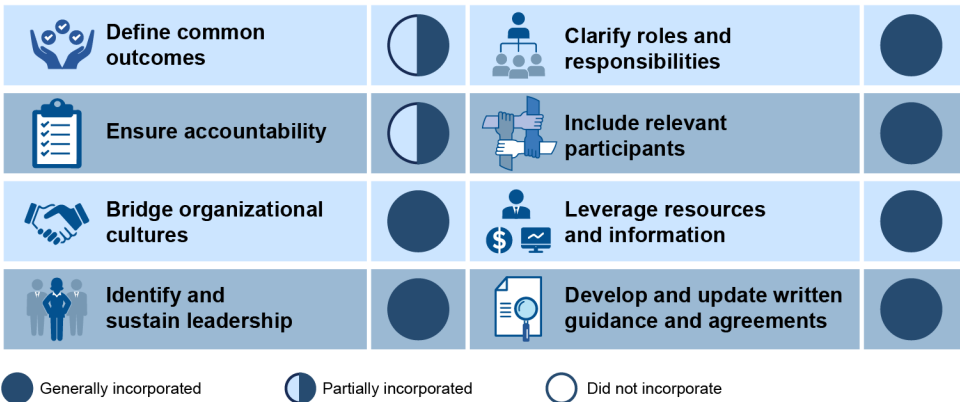 Define common
outcomes
Clarify roles and
responsibilities
Ensure accountability
Include relevant
participants
Bridge organizational
cultures
Leverage resources
and information
Identify and
sustain leadership
Develop and update written
guidance and agreements
Generally incorporated
Partially incorporated
Did not incorporate